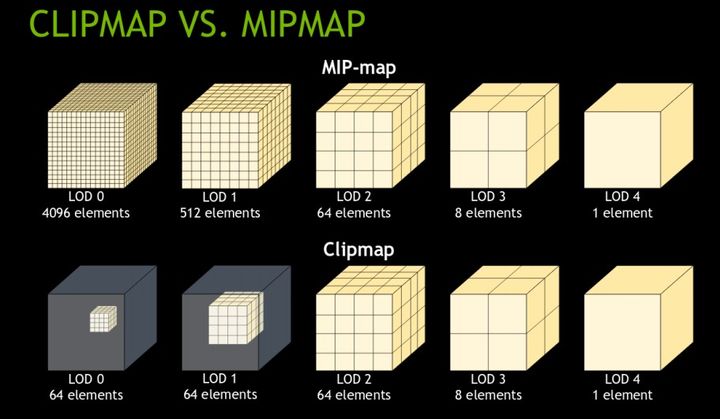 CLIPMAP VS. MIPMAP
MIP-map
LOD 0
4096 elements
LOD 1
512 elements
LOD 2
64 elements
LOD 3
8 elements
LOD 4
1 element
Clipmap
LOD 0
64 elements
LOD 1
64 elements
LOD 2
64 elements
LOD 3
8 elements
LOD 4
1 element